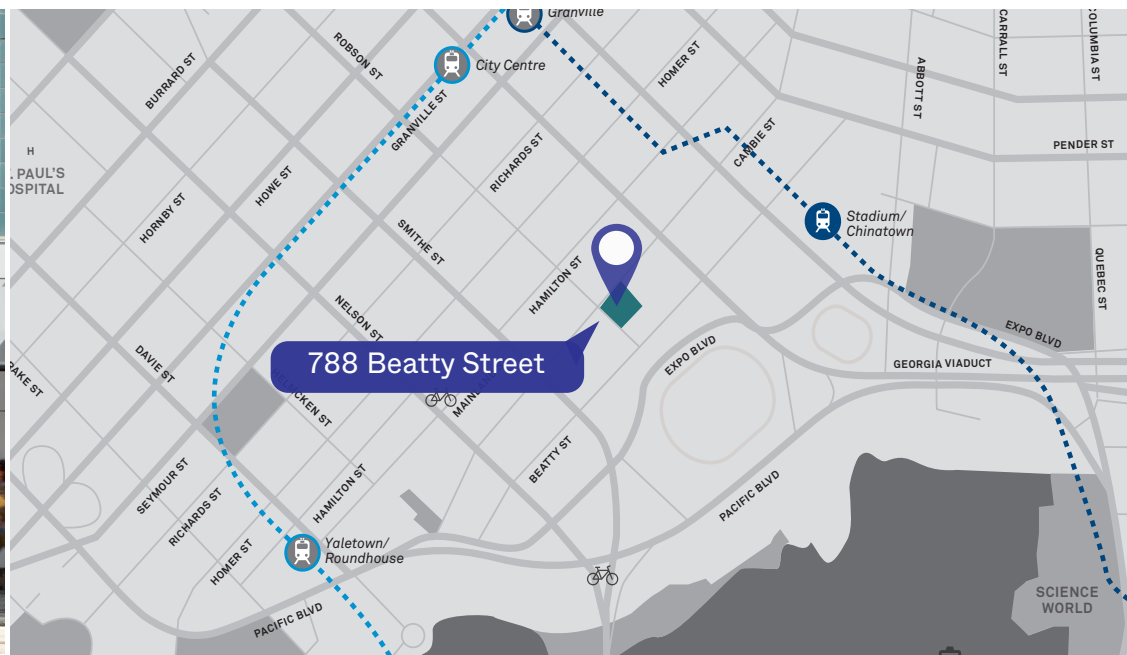 Granville
City Centre
ROBSON ST
HOMER ST
BURRARD ST
CARRALL ST
COLUMBIA ST
ABBOTT ST
GRANVILLE ST
CAMBIE ST
PENDER ST
H
PAUL'S
HOWE ST
RICHARDS ST
HORNBY ST
Stadium/
Chinatown
SMITHE ST
HAMILTON ST
QUEBEC ST
NELSON ST
EXPO BLVD
EXPO BLVD
788 Beatty Street
GEORGIA VIADUCT
DAVIE ST
ST
ST
BEATTY ST
SEYMOUR ST
HAMILTON ST
PACIFIC BLVD
RICHARDS ST
Yaletown/
Roundhouse
HOMER ST
SCIENCE
WORLD
PACIFIC BLVD